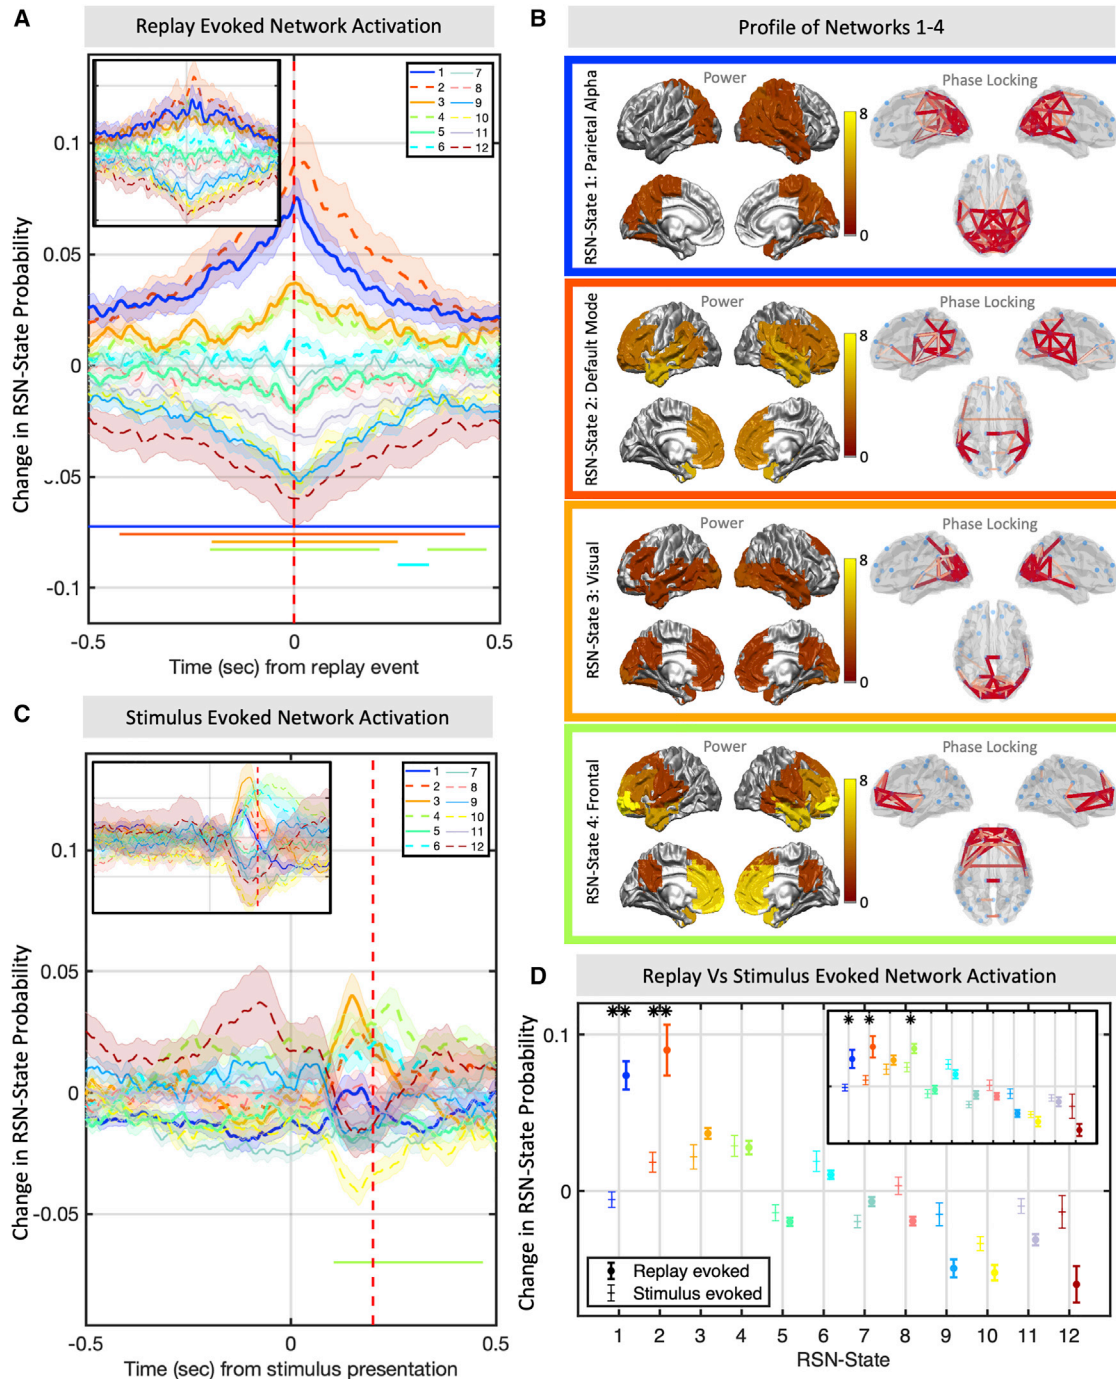 A
Replay Evoked Network Activation
1
2
3
4
5
6
7
8
9
11
10
12
0.1
0.05
0
0.05
-0.1
Change in RSN-State Probability
-0.5
0
0.5
Time (sec) from replay event
B
Profile of Networks 1-4
RSN-State 1: Parietal Alpha
Power
8
0
Phase Locking
RSN-State 2: Default Mode
Power
8
0
Phase Locking
RSN-State 3: Visual
Power
8
0
Phase Locking
RSN-State 4: Frontal
Power
8
0
Phase Locking
C
Stimulus Evoked Network Activation
1
2
3
4
5
6
7
8
9
10
11
12
0.1
0.05
0
-0.05
Change in RSN-State Probability
-0.5
0
0.5
Time (sec) from stimulus presentation
D
Replay Vs Stimulus Evoked Network Activation
** **
* * *
0.1
0
Change in RSN-State Probability
Replay evoked
Stimulus evoked
1 2 3 4 5 6 7 8 9 10 11 12
RSN-State